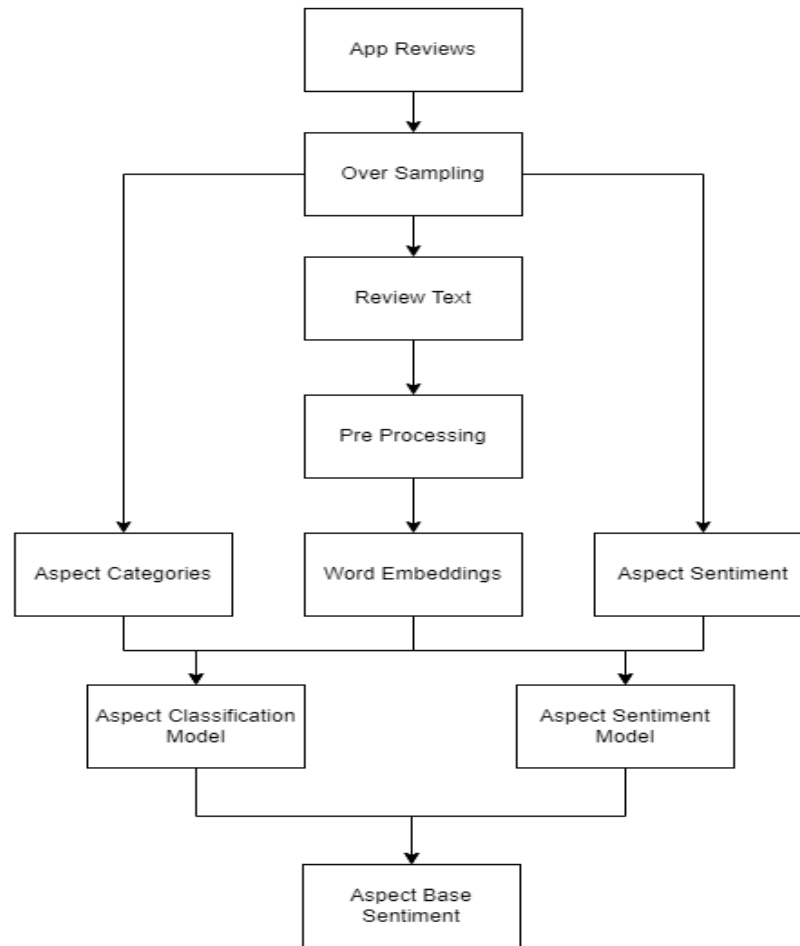 App Reviews
Over Sampling
Review Text
Pre Processing
Aspect Categories
Word Embeddings
Aspect Sentiment
Aspect Classification
Model
Aspect Sentiment
Model
Aspect Base
Sentiment